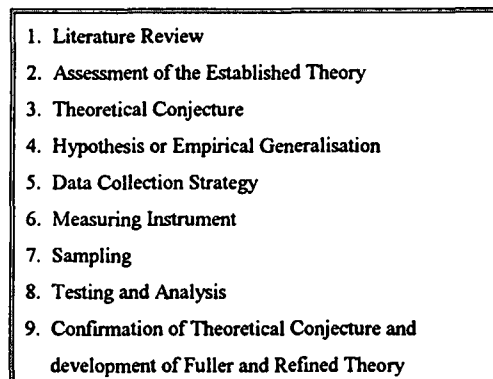 1. Literature Review
2. Assessment of the Established Theory
3. Theoretical Conjecture
4. Hypothesis or Empirical Generalisation
5. Data Collection Strategy
6. Measuring Instrument
7. Sampling
8. Testing and Analysis
9. Confirmation of Theoretical Conjecture and
development of Fuller and Refined Theory